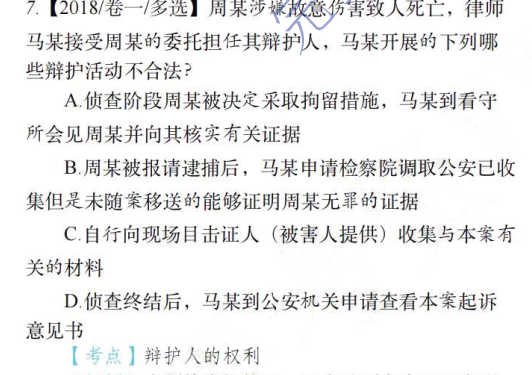 7.【2018/卷一/多选】周某涉嫌故意伤害致人死亡，律师
马某接受周某的委托担任其辩护人，马某开展的下列哪
些辩护活动不合法？
A.侦查阶段周某被决定采取拘留措施，马某到看守
所会见周某并向其核实有关证据
B.周某被报请逮捕后，马某申请检察院调取公安已收
集但是未随案移送的能够证明周某无罪的证据
C.自行向现场目击证人（被害人提供）收集与本案有
关的材料
D.侦查终结后，马某到公安机关申请查看本案起诉
意见书
【考点】辩护人的权利